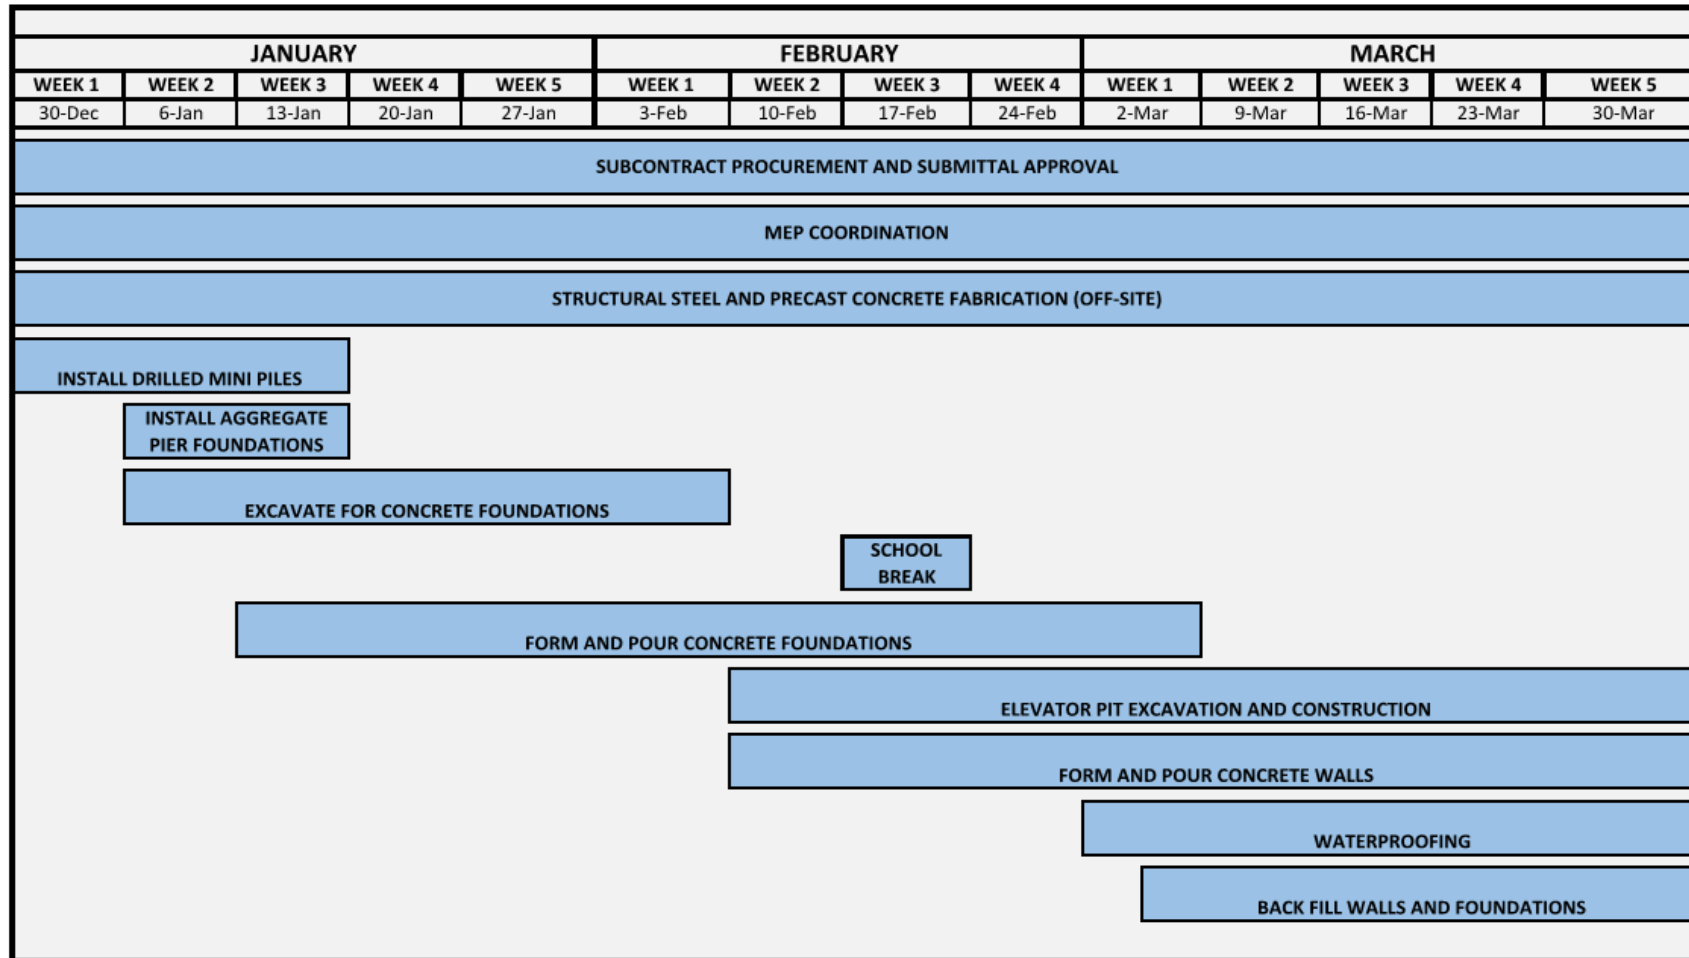 JANUARY FEBRUARY MARCH
WEEK 1 WEEK 2 WEEK 3 WEEK 4 WEEK 5 WEEK 1 WEEK 2 WEEK 3 WEEK 4 WEEK 1 WEEK 2 WEEK 3 WEEK 4 WEEK 5
30-Dec 6-Jan 13-Jan 20-Jan 27-Jan 3-Feb 10-Feb 17-Feb 24-Feb 2-Mar 9-Mar 16-Mar 23-Mar 30-Mar
SUBCONTRACT PROCUREMENT AND SUBMITTAL APPROVAL
MEP COORDINATION
STRUCTURAL STEEL AND PRECAST CONCRETE FABRICATION (OFF-SITE)
INSTALL DRILLED MINI PILES
INSTALL AGGREGATE
PIER FOUNDATIONS
EXCAVATE FOR CONCRETE FOUNDATIONS
SCHOOL
BREAK
FORM AND POUR CONCRETE FOUNDATIONS
ELEVATOR PIT EXCAVATION AND CONSTRUCTION
FORM AND POUR CONCRETE WALLS
WATERPROOFING
BACK FILL WALLS AND FOUNDATIONS